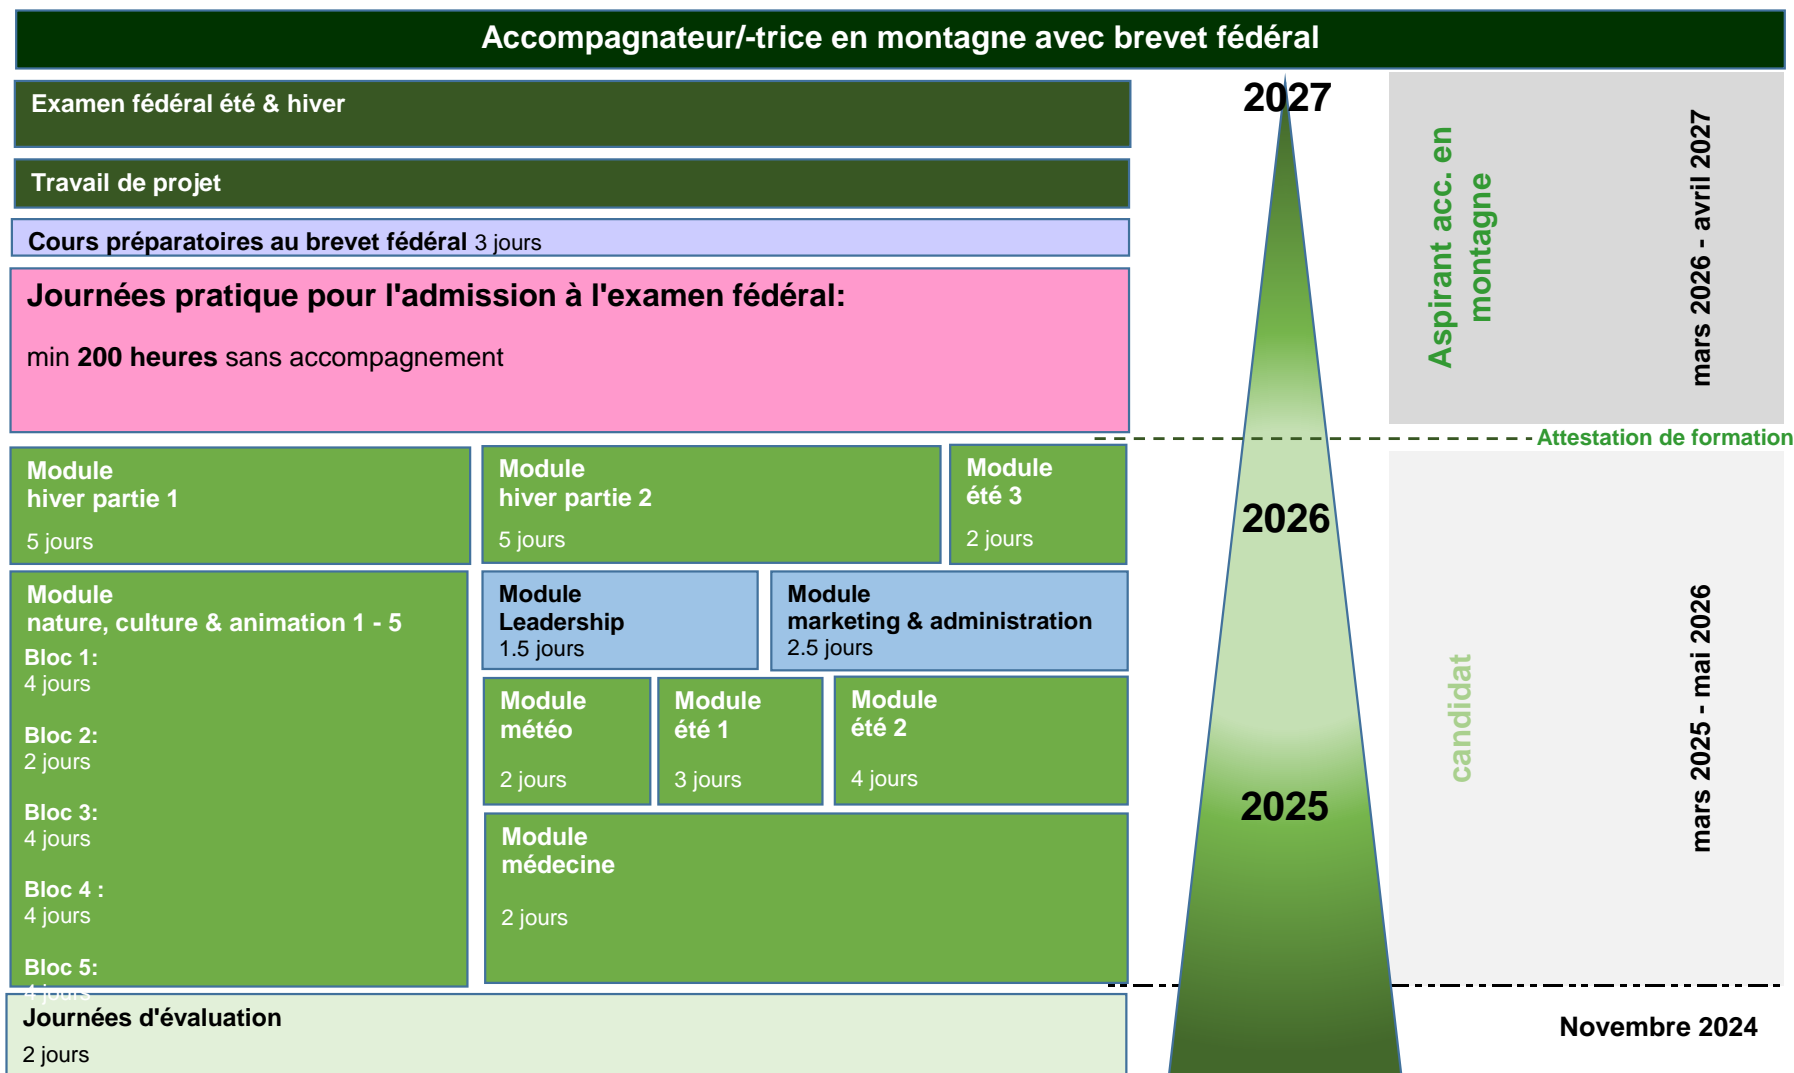 Accompagnateur/-trice en montagne avec brevet fédéral
Examen fédéral été & hiver
Travail de projet
Cours préparatoires au brevet fédéral 3 jours
Journées pratique pour l'admission à l'examen fédéral:
min 200 heures sans accompagnement
Module
hiver partie 1
5 jours
Module
hiver partie 2
5 jours
Module
été 3
2 jours
Module
nature, culture & animation 1 - 5
Bloc 1:
4 jours
Bloc 2:
2 jours
Bloc 3:
4 jours
Bloc 4 :
4 jours
Bloc 5:
4 jours
Module
Leadership
1.5 jours
Module
marketing & administration
2.5 jours
Module
météo
2 jours
Module
été 1
3 jours
Module
été 2
4 jours
Module
médecine
2 jours
Journées d'évaluation
2 jours
2027
2026
2025
Aspirant acc. en
montagne
mars 2026 - avril 2027
Attestation de formation
candidat
mars 2025 - mai 2026
Novembre 2024